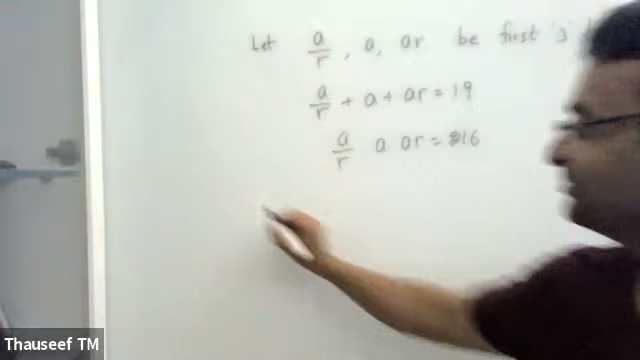 Let a/r, a, ar be first 3
a/r + a + ar = 19
a/r a. ar = 216
Thauseef TM